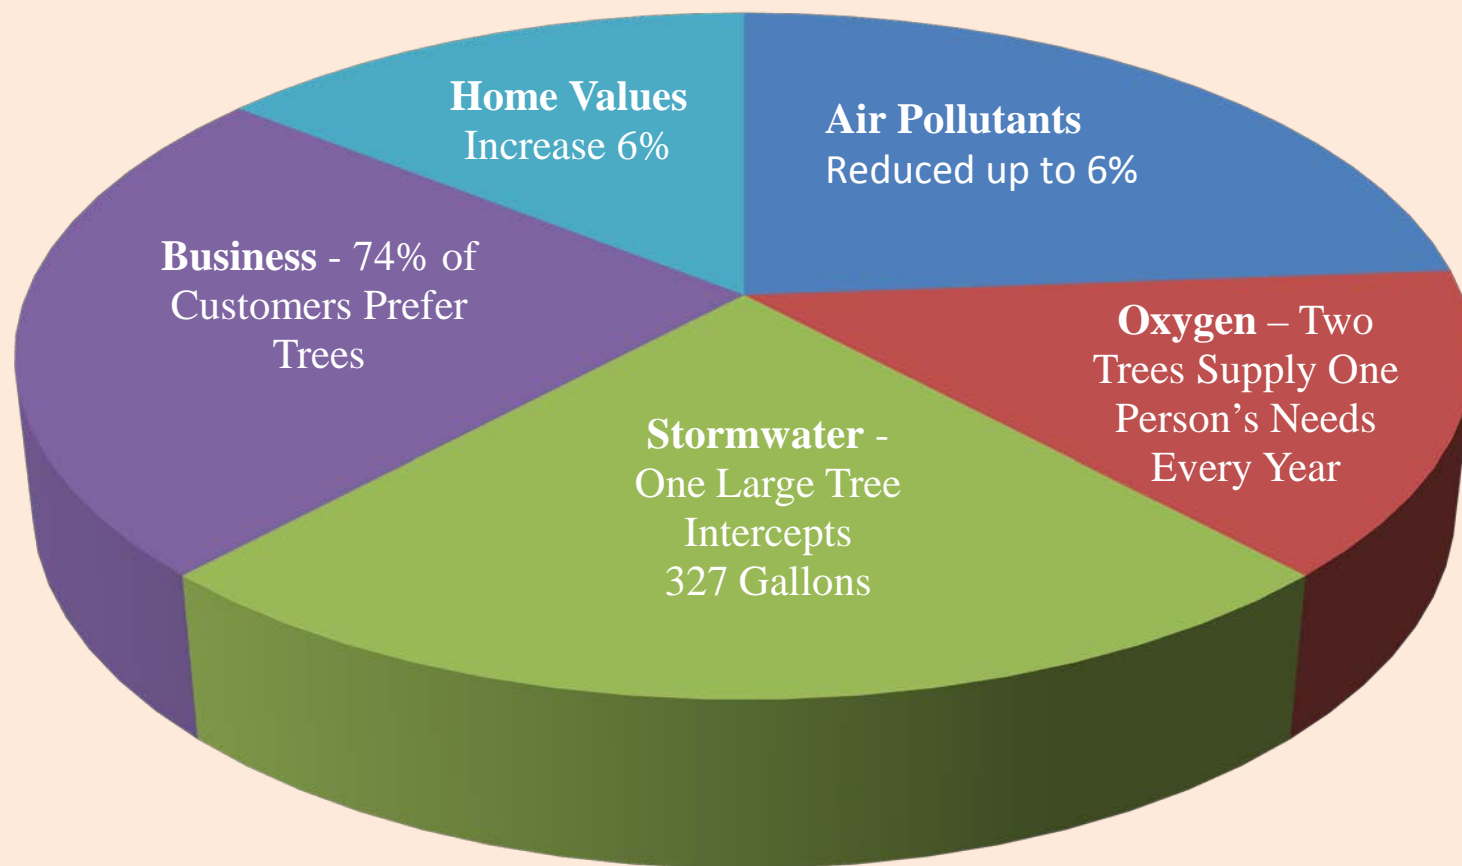 Home Values
Increase 6%
Air Pollutants
Reduced up to 6%
Business - 74% of
Customers Prefer
Trees
Oxygen – Two
Trees Supply One
Person’s Needs
Every Year
Stormwater -
One Large Tree
Intercepts
327 Gallons